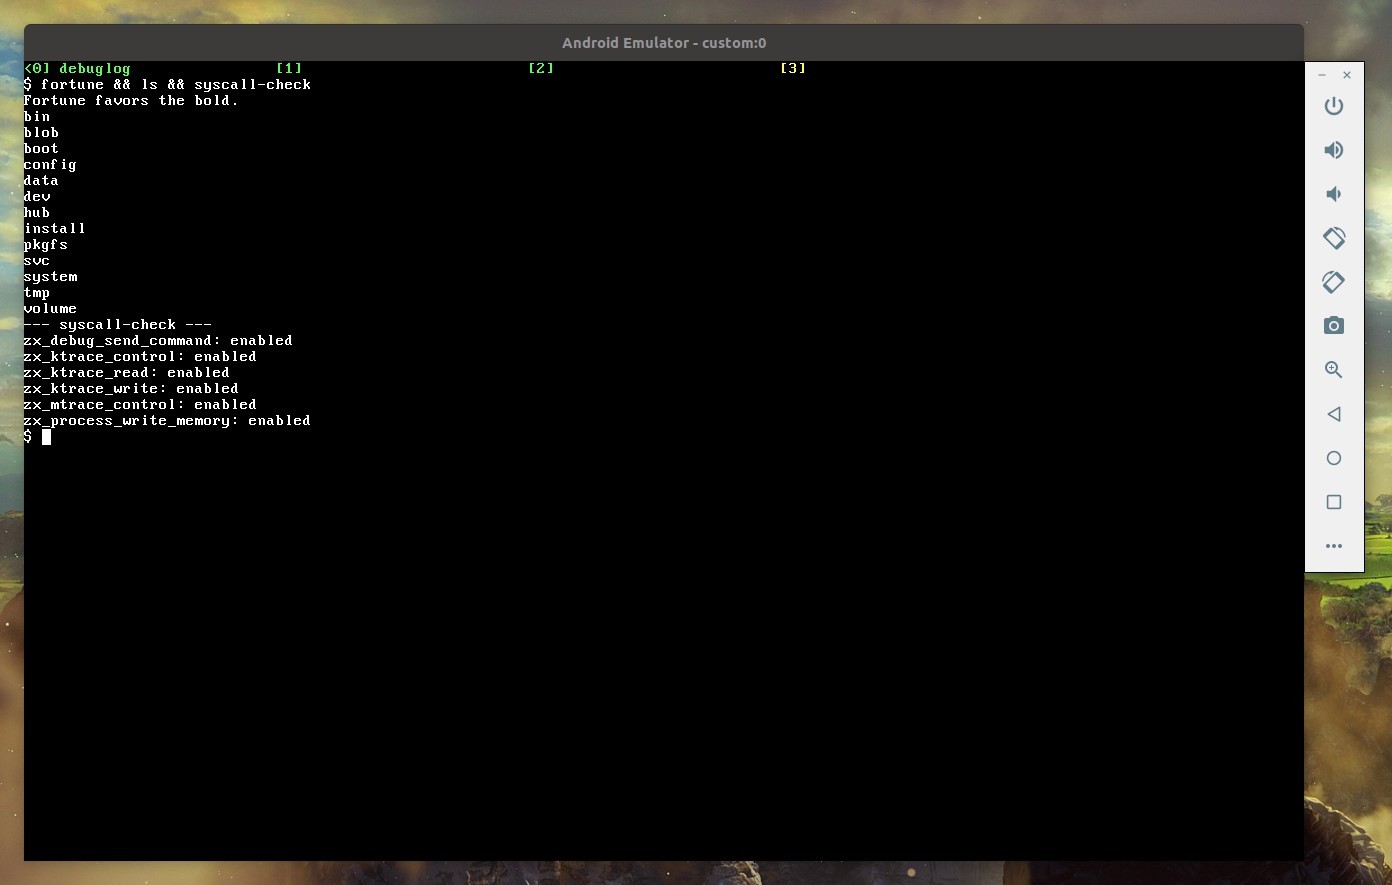 Android Emulator - custom:0
<0] debuglog [1] [2] [3]
$ fortune && ls && syscall-check
Fortune favors the bold.
bin
blob
boot
config
data
dev
hub
install
pkgfs
svc
system
tmp
volume
--- syscall-check ---
zx_debug_send_command: enabled
zx_ktrace_control: enabled
zx_ktrace_read: enabled
zx_ktrace_write: enabled
zx_mtrace_control: enabled
zx_process_write_memory: enabled
$